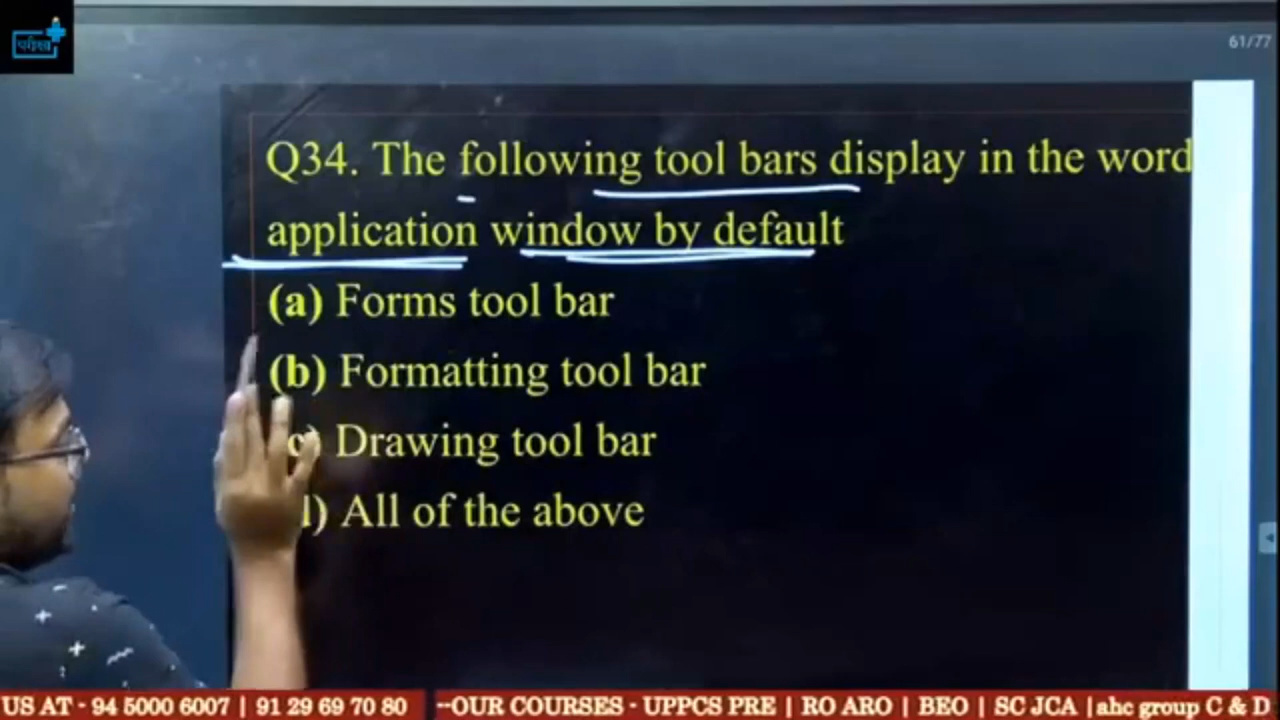 परीक्षा
61/77
Q34. The following tool bars display in the word
application window by default
(a) Forms tool bar
(b) Formatting tool bar
c) Drawing tool bar
l) All of the above
US AT - 94 5000 6007 | 91 29 69 70 80 --OUR COURSES - UPPCS PRE | RO ARO | BEO | SC JCA |ahc group C & D